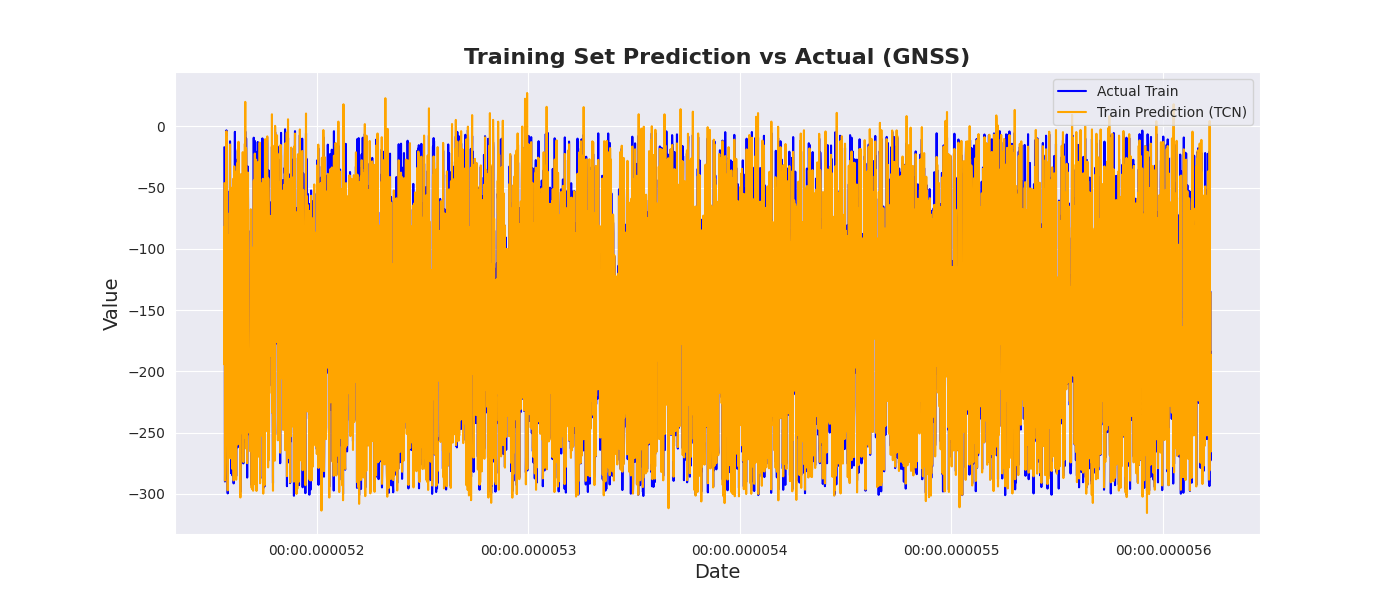 Training Set Prediction vs Actual (GNSS)
Actual Train
Train Prediction (TCN)
Value
0
−50
−100
−150
−200
−250
−300
00:00.000052
00:00.000053
00:00.000054
00:00.000055
00:00.000056
Date